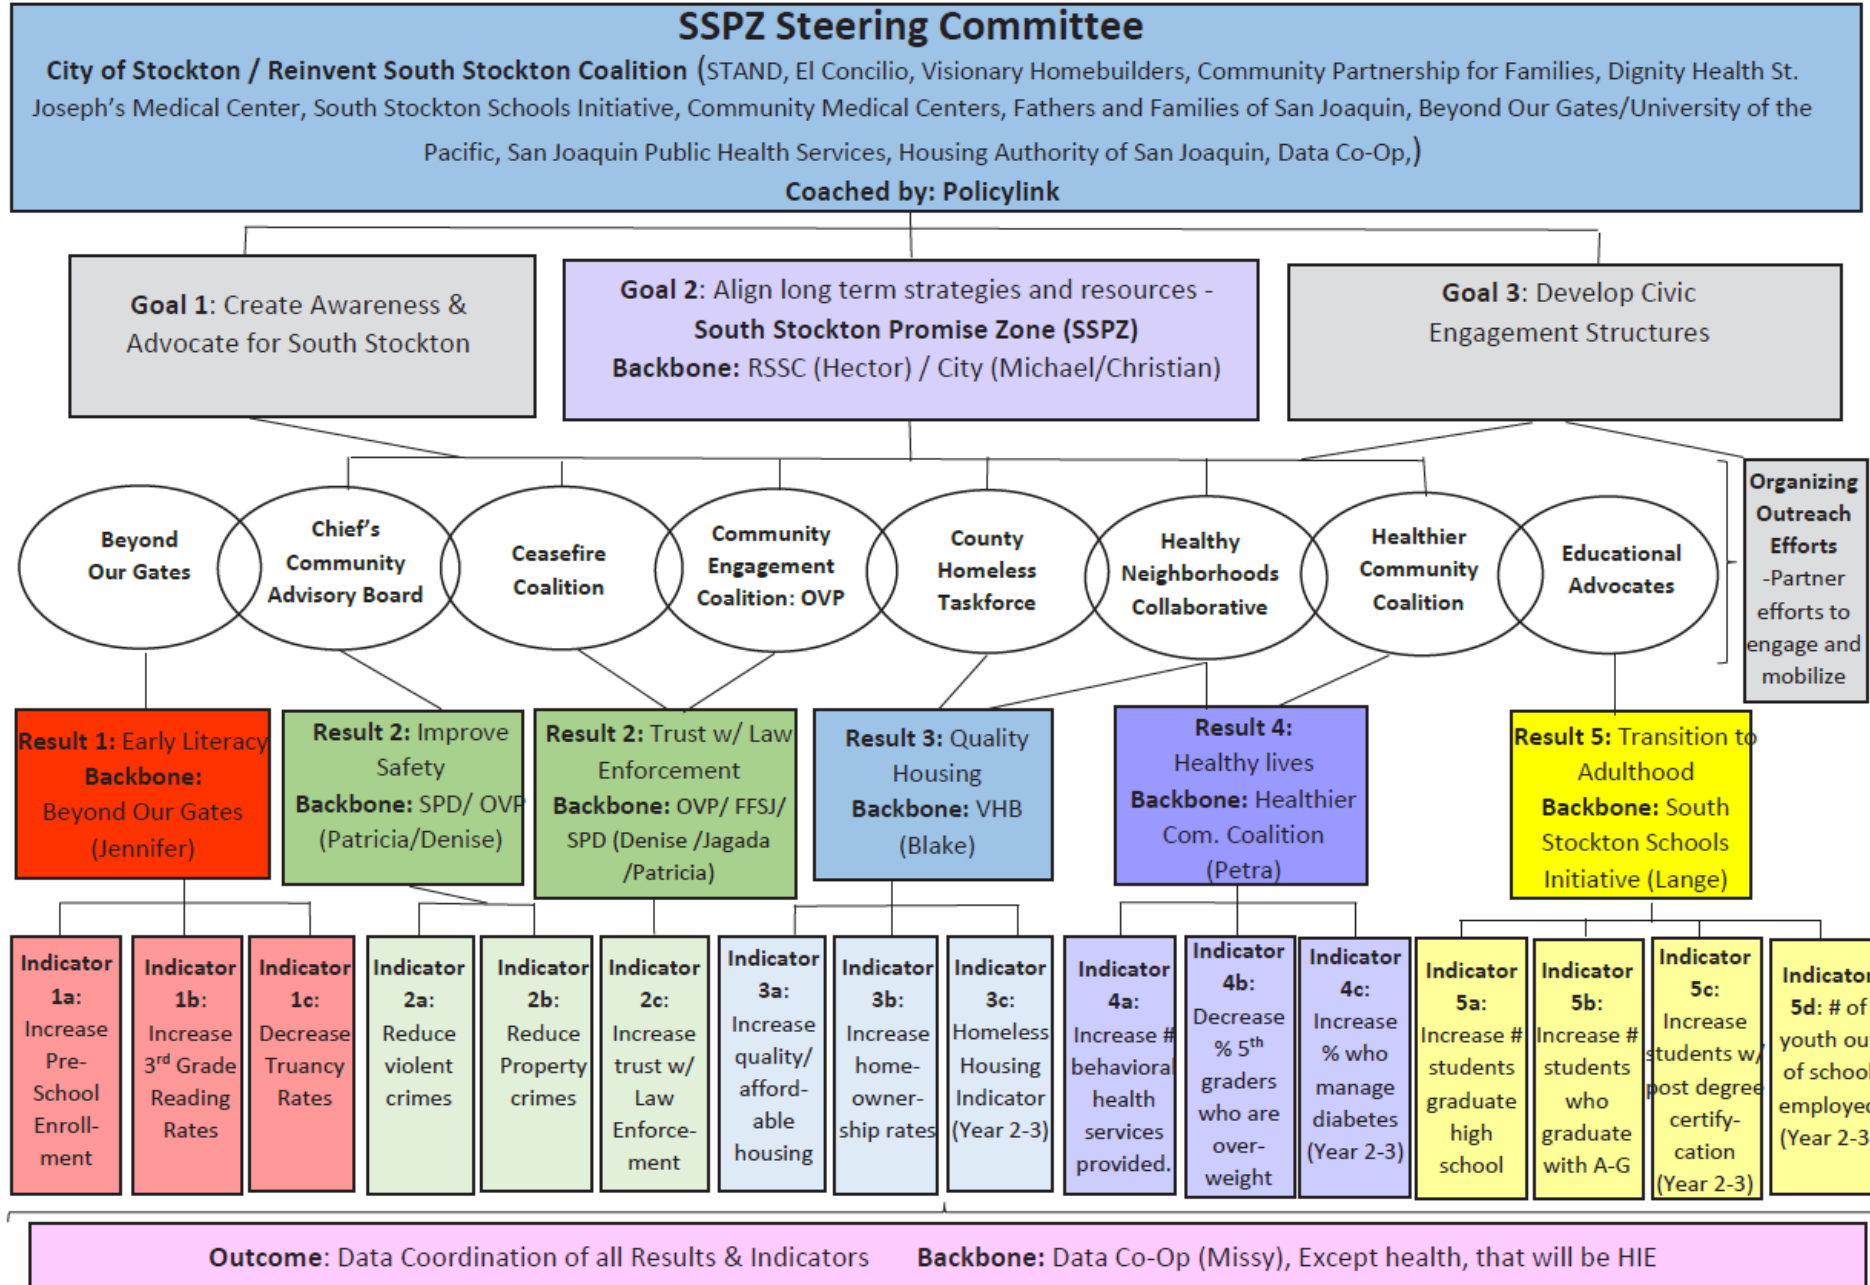 SSPZ Steering Committee
City of Stockton / Reinvent South Stockton Coalition (STAND, El Concilio, Visionary Homebuilders, Community Partnership for Families, Dignity Health St.
Joseph’s Medical Center, South Stockton Schools Initiative, Community Medical Centers, Fathers and Families of San Joaquin, Beyond Our Gates/University of the
Pacific, San Joaquin Public Health Services, Housing Authority of San Joaquin, Data Co-Op,)
Coached by: Policylink
Goal 1: Create Awareness &
Advocate for South Stockton
Goal 2: Align long term strategies and resources -
South Stockton Promise Zone (SSPZ)
Backbone: RSSC (Hector) / City (Michael/Christian)
Goal 3: Develop Civic
Engagement Structures
Beyond
Our Gates
Chief’s
Community
Advisory Board
Ceasefire
Coalition
Community
Engagement
Coalition: OVP
County
Homeless
Taskforce
Healthy
Neighborhoods
Collaborative
Healthier
Community
Coalition
Educational
Advocates
Organizing
Outreach
Efforts
-Partner
efforts to
engage and
mobilize
Result 1: Early Literacy
Backbone:
Beyond Our Gates
(Jennifer)
Result 2: Improve
Safety
Backbone: SPD/ OVP
(Patricia/Denise)
Result 2: Trust w/ Law
Enforcement
Backbone: OVP/ FFSJ/
SPD (Denise /Jagada
/Patricia)
Result 3: Quality
Housing
Backbone: VHB
(Blake)
Result 4:
Healthy lives
Backbone: Healthier
Com. Coalition
(Petra)
Result 5: Transition to
Adulthood
Backbone: South
Stockton Schools
Initiative (Lange)
Indicator
1a:
Increase
Pre-
School
Enroll-
ment
Indicator
1b:
Increase
3rd Grade
Reading
Rates
Indicator
1c:
Decrease
Truancy
Rates
Indicator
2a:
Reduce
violent
crimes
Indicator
2b:
Reduce
Property
crimes
Indicator
2c:
Increase
trust w/
Law
Enforce-
ment
Indicator
3a:
Increase
quality/
afford-
able
housing
Indicator
3b:
Increase
home-
owner-
ship rates
Indicator
3c:
Homeless
Housing
Indicator
(Year 2-3)
Indicator
4a:
Increase #
behavioral
health
services
provided.
Indicator
4b:
Decrease
% 5th
graders
who are
over-
weight
Indicator
4c:
Increase
% who
manage
diabetes
(Year 2-3)
Indicator
5a:
Increase #
students
graduate
high
school
Indicator
5b:
Increase #
students
who
graduate
with A-G
Indicator
5c:
Increase
students w/
post degree
certify-
cation
(Year 2-3)
Indicator
5d: # of
youth out
of school
employed
(Year 2-3
Outcome: Data Coordination of all Results & Indicators Backbone: Data Co-Op (Missy), Except health, that will be HIE